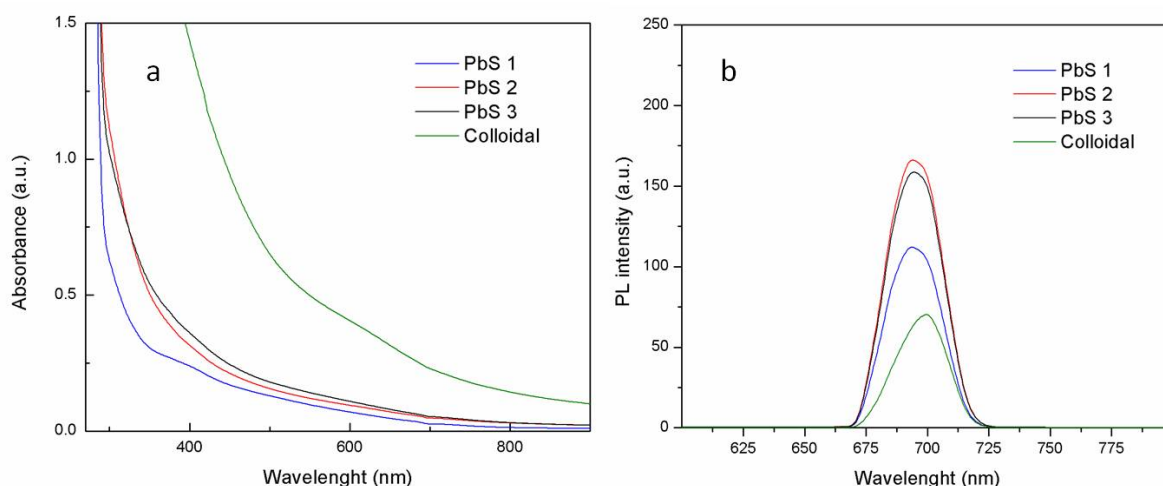 a
PbS 1
PbS 2
PbS 3
Colloidal
Absorbance (a.u.)
1.5
1.0
0.5
0.0
400
600
800
Wavelenght (nm)
b
PbS 1
PbS 2
PbS 3
Colloidal
PL intensity (a.u.)
250
200
150
100
50
0
625
650
675
700
725
750
775
Wavelenght (nm)